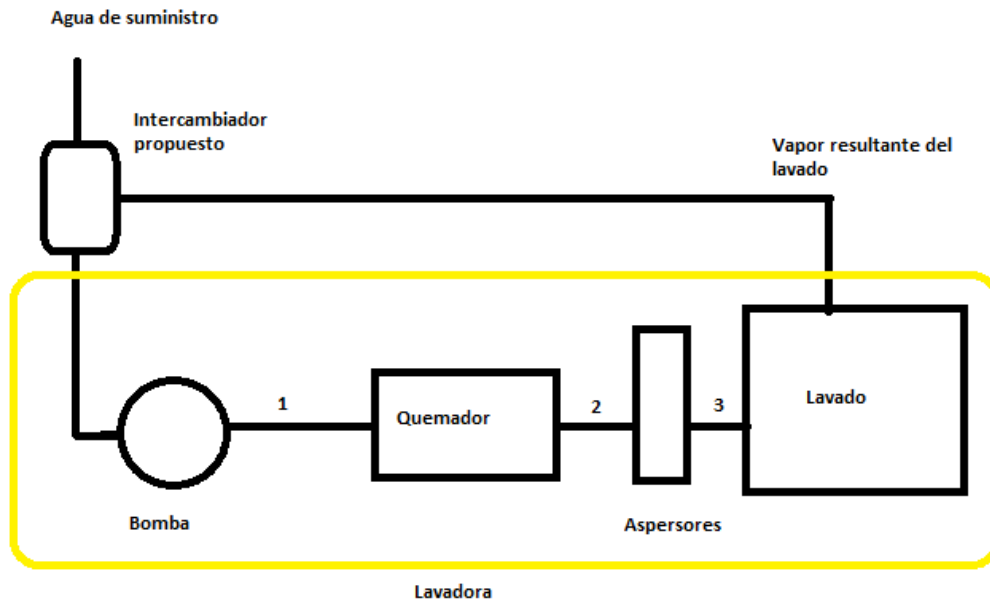 Agua de suministro
Intercambiador
propuesto
Vapor resultante del
lavado
1
Quemador
2
3
Lavado
Bomba
Aspersores
Lavadora